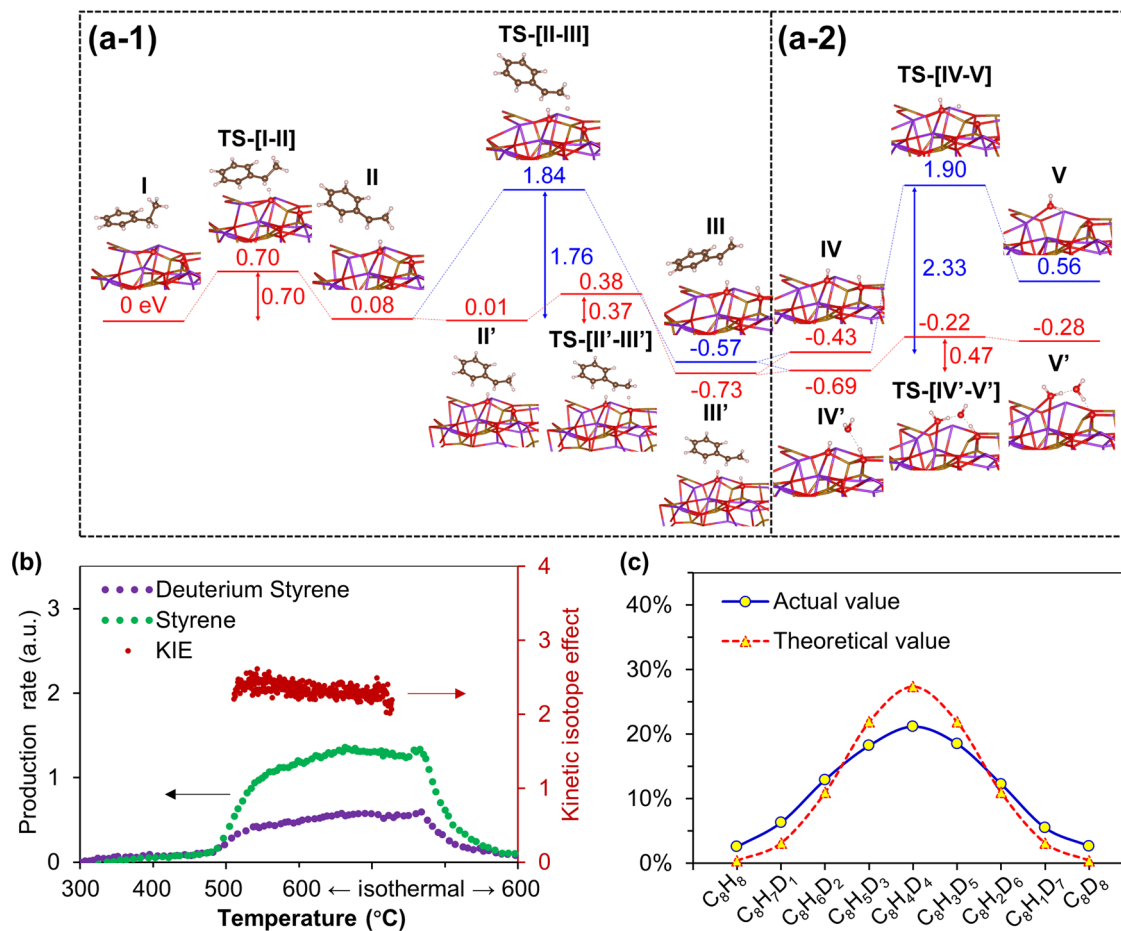 (a-1)
(a-2)
TS-[II-III]
TS-[IV-V]
TS-[I-II]
I
II
1.84
1.90
V
III
IV
0.70
1.76
2.33
0.56
0 eV
0.70
0.08
0.01
0.38
0.37
-0.57
-0.43
-0.22
-0.28
II'
TS-[II'-III']
-0.73
-0.69
0.47
III'
IV'
TS-[IV'-V']
V'
(b)
Deuterium Styrene
Styrene
KIE
Production rate (a.u.)
3
2
1
0
Kinetic isotope effect
4
3
2
1
0
300 400 500 600 ← isothermal → 600
Temperature (°C)
(c)
Actual value
Theoretical value
40%
30%
20%
10%
0%
C₈H₈
C₈H₇D₁
C₈H₆D₂
C₈H₅D₃
C₈H₄D₄
C₈H₃D₅
C₈H₂D₆
C₈H₁D₇
C₈D₈